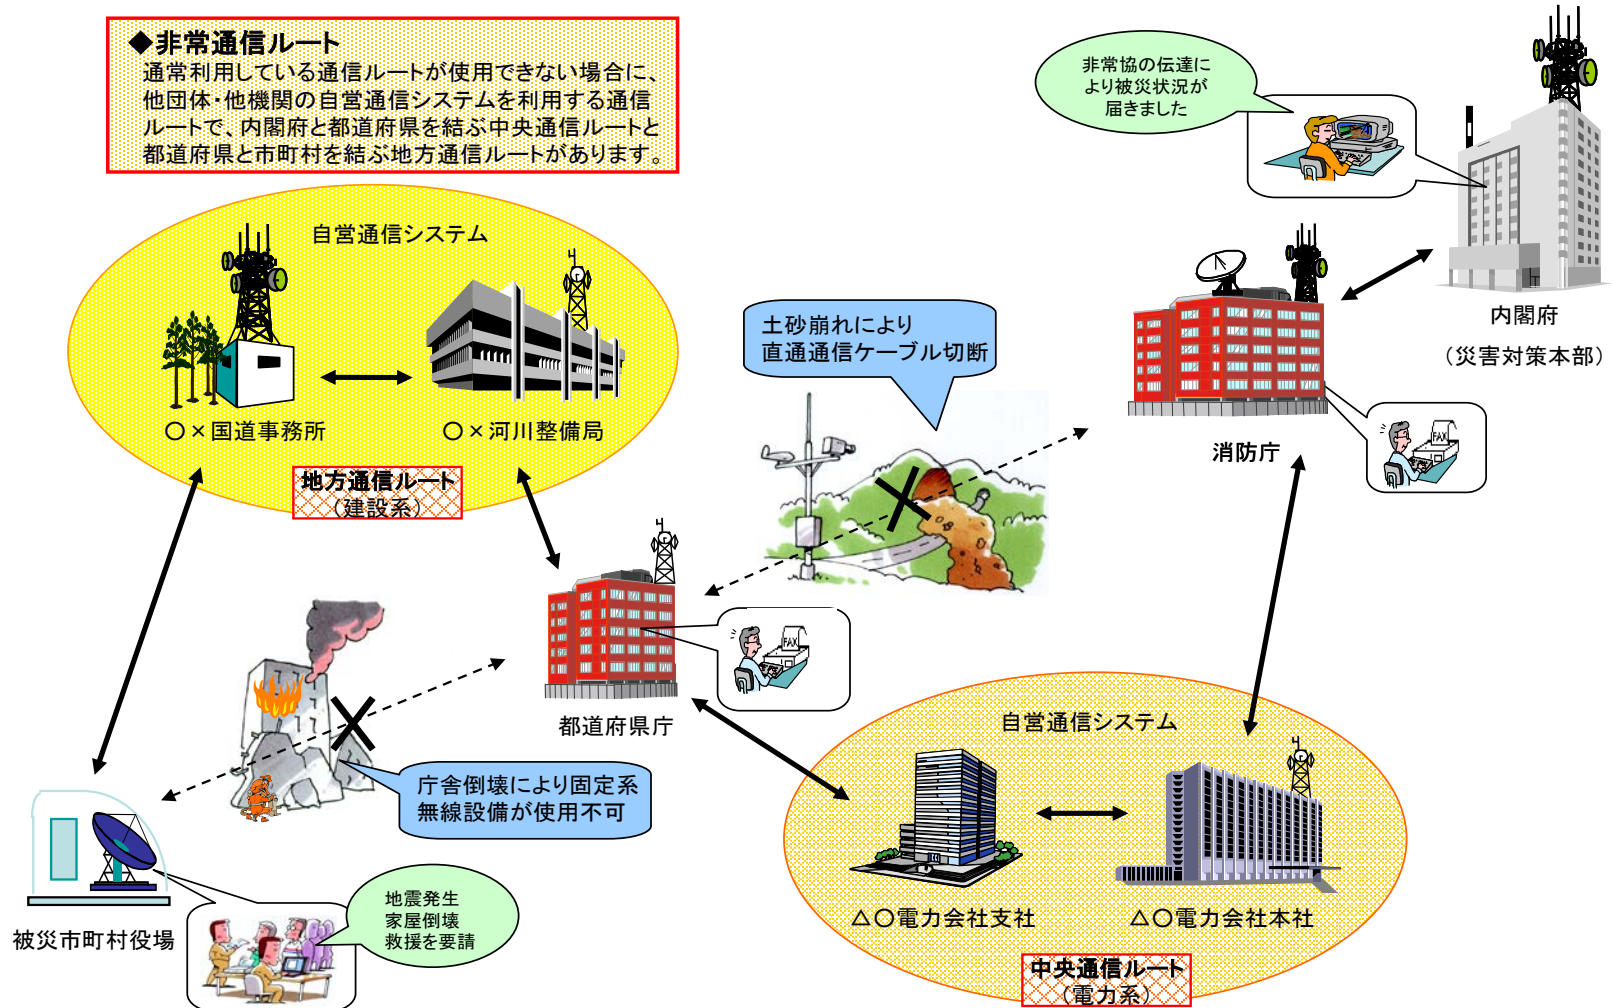 ◆非常通信ルート
通常利用している通信ルートが使用できない場合に、
他団体・他機関の自営通信システムを利用する通信
ルートで、内閣府と都道府県を結ぶ中央通信ルートと
都道府県と市町村を結ぶ地方通信ルートがあります。
非常協の伝達に
より被災状況が
届きました
内閣府
（災害対策本部）
自営通信システム
〇×国道事務所
〇×河川整備局
地方通信ルート
（建設系）
土砂崩れにより
直通通信ケーブル切断
消防庁
FAX
都道府県庁
FAX
庁舎倒壊により固定系
無線設備が使用不可
被災市町村役場
地震発生
家屋倒壊
救援を要請
自営通信システム
△〇電力会社支社
△〇電力会社本社
中央通信ルート
（電力系）